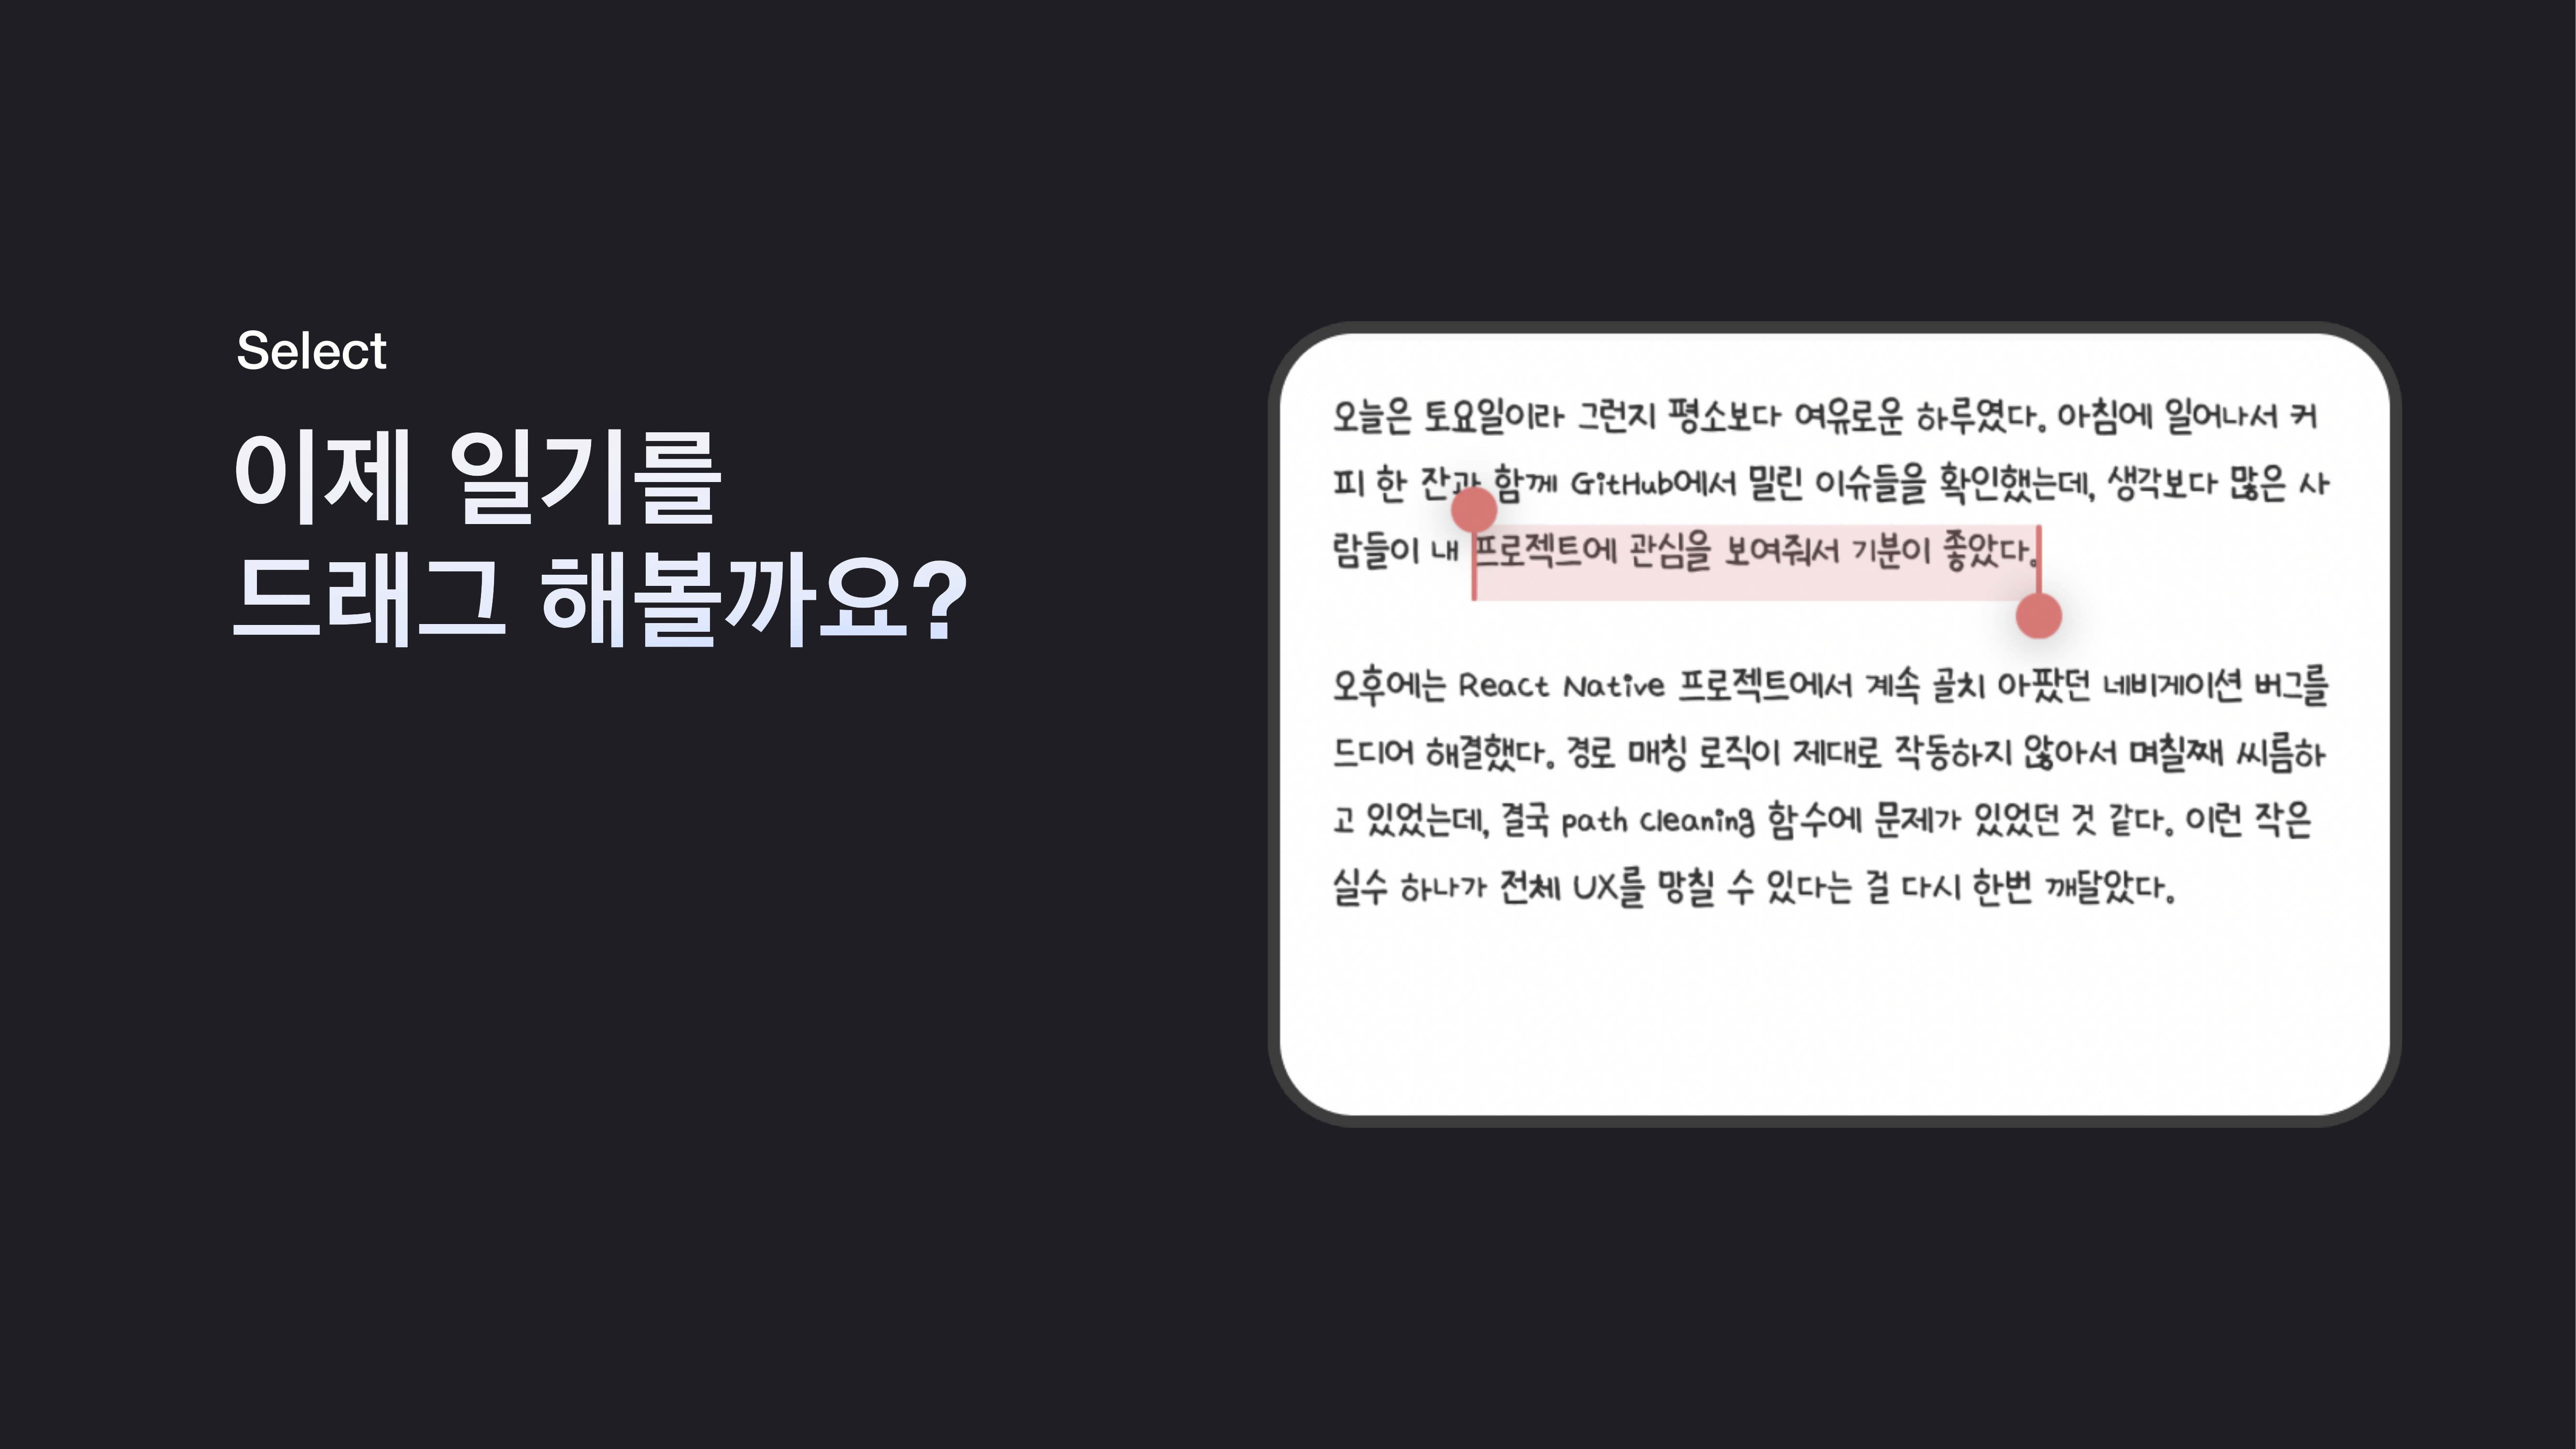 Select
이제 일기를
드래그 해볼까요?
오늘은 토요일이라 그런지 평소보다 여유로운 하루였다. 아침에 일어나서 커
피 한 잔과 함께 GitHub에서 밀린 이슈들을 확인했는데, 생각보다 많은 사
람들이 내 프로젝트에 관심을 보여줘서 기분이 좋았다.
오후에는 React Native 프로젝트에서 계속 골치 아팠던 네비게이션 버그를
드디어 해결했다. 경로 매칭 로직이 제대로 작동하지 않아서 며칠째 씨름하
고 있었는데, 결국 path cleaning 함수에 문제가 있었던 것 같다. 이런 작은
실수 하나가 전체 UX를 망칠 수 있다는 걸 다시 한번 깨달았다.